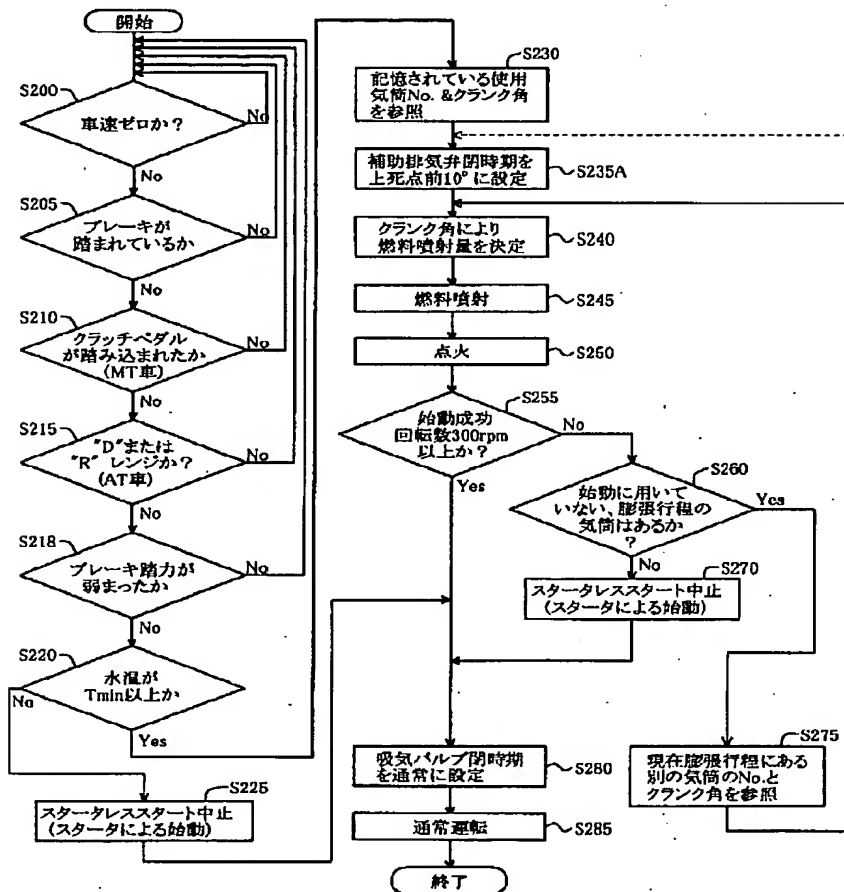 開始
S200
車速ゼロか？
No
No
S205
ブレーキが
踏まれているか
No
No
S210
クラッチペダル
が踏み込まれたか
(MT車)
No
No
S215
"D"または
"R" レンジか？
(AT車)
No
No
S218
ブレーキ踏力が
弱まったか
No
No
S220
水温が
Tmin以上か
No
Yes
S225
スタータレススタート中止
(スタータによる始動)
S230
記憶されている使用
気筒No. &クランク角
を参照
補助排気弁閉時期を
上死点前10°に設定
S235A
クランク角により
燃料噴射量を決定
S240
燃料噴射
S245
点火
S250
S255
始動成功
回転数300rpm
以上か？
No
Yes
S260
始動に用いて
いない、膨張行程の
気筒はあるか
？
Yes
No
S270
スタータレススタート中止
(スタータによる始動)
S275
現在膨張行程にある
別の気筒のNo.と
クランク角を参照
吸気バルブ閉時期
を通常に設定
S280
通常運転
S285
終了